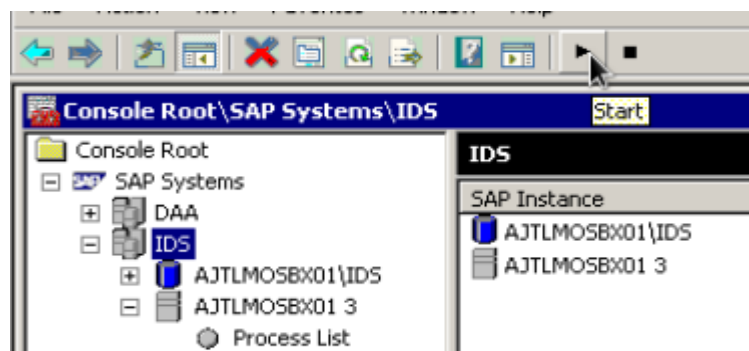 Console Root\SAP Systems\IDS
Start
Console Root
SAP SAP Systems
DAA
IDS
AJTLMOSBX01\IDS
AJTLMOSBX01 3
Process List
IDS
SAP Instance
AJTLMOSBX01\IDS
AJTLMOSBX01 3